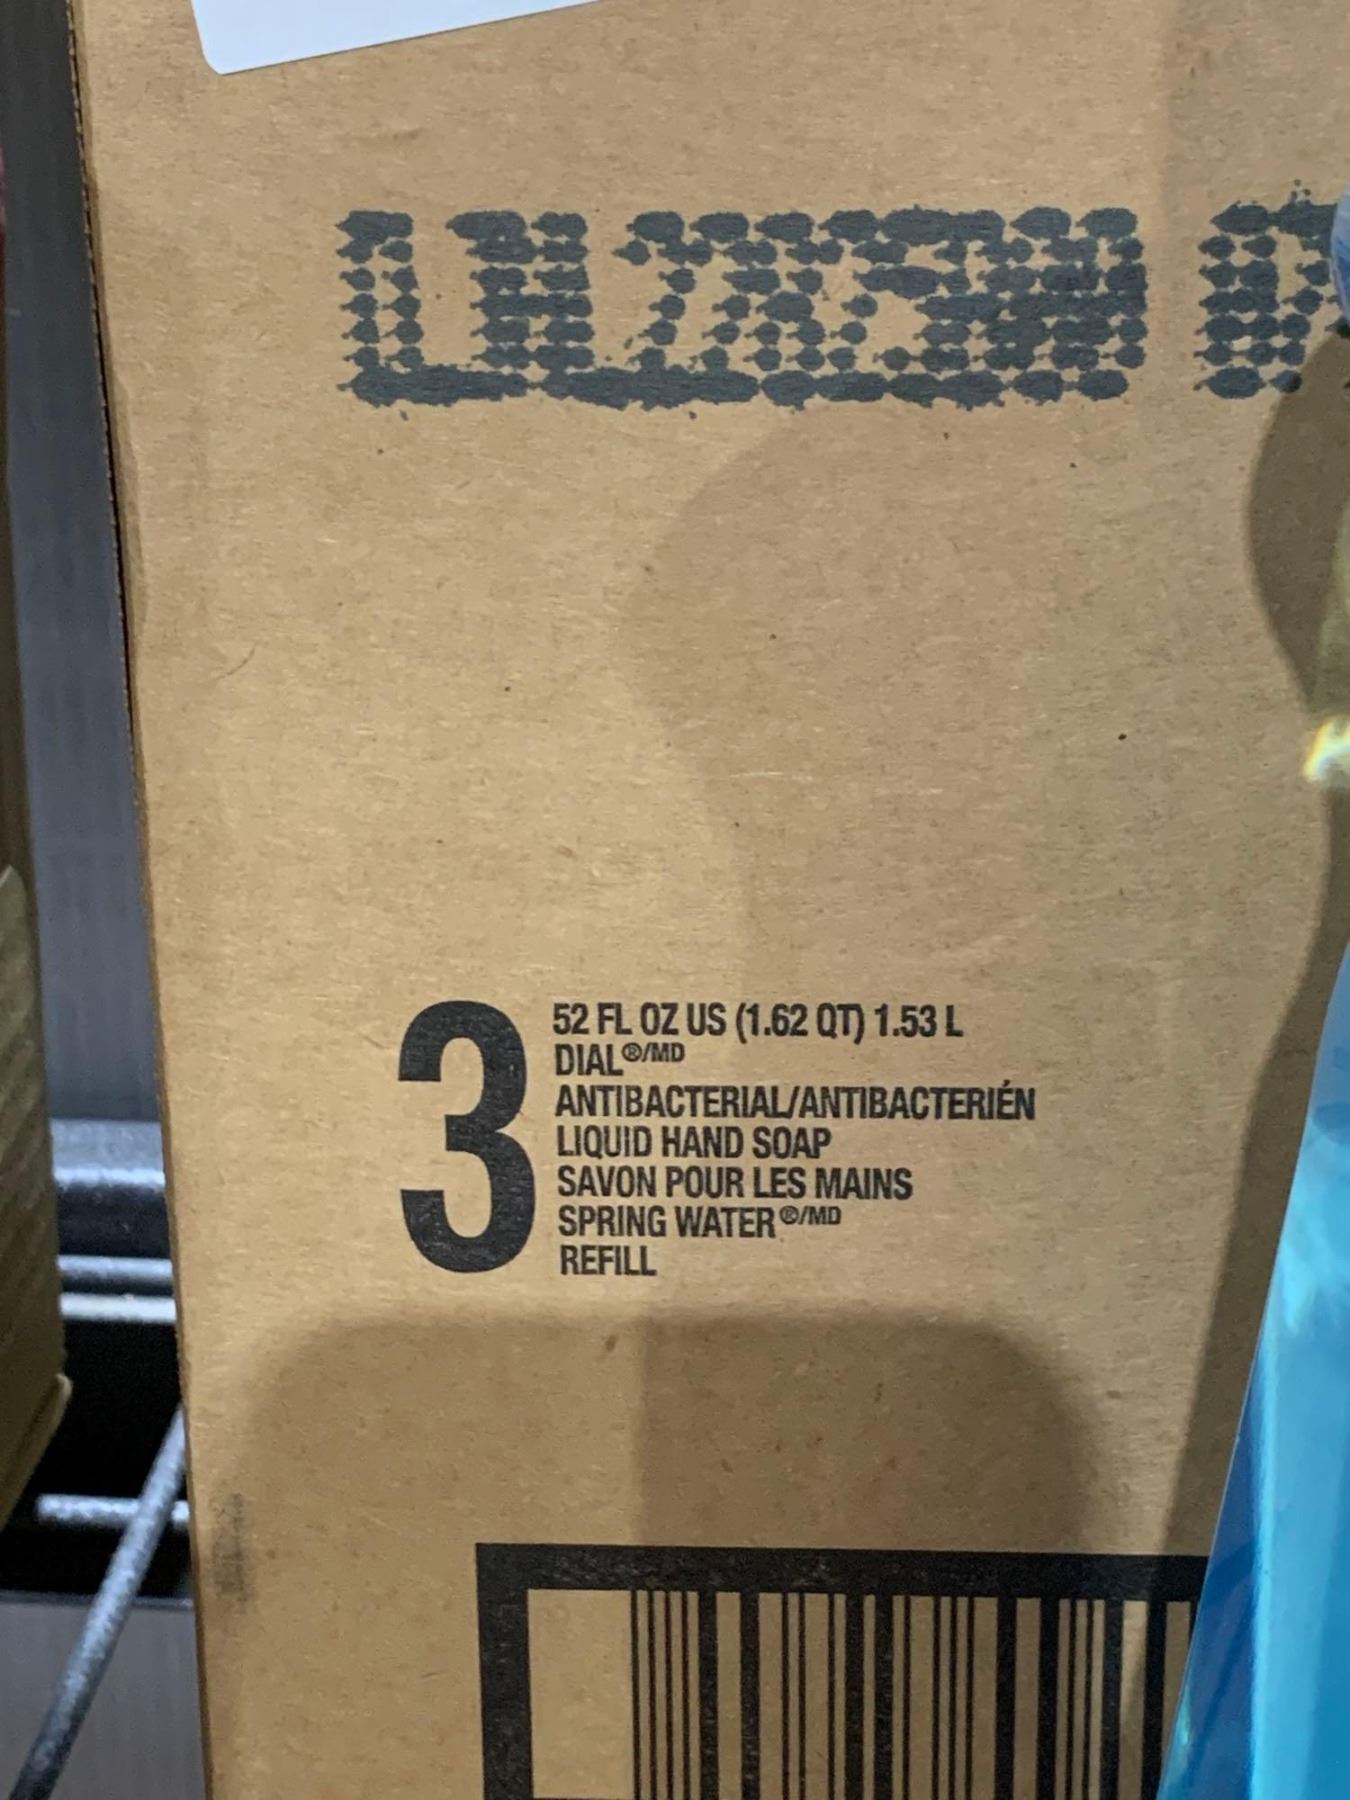 3
52 FL OZ US (1.62 QT) 1.53 L
DIAL®/MD
ANTIBACTERIAL/ANTIBACTERIÉN
LIQUID HAND SOAP
SAVON POUR LES MAINS
SPRING WATER®/MD
REFILL